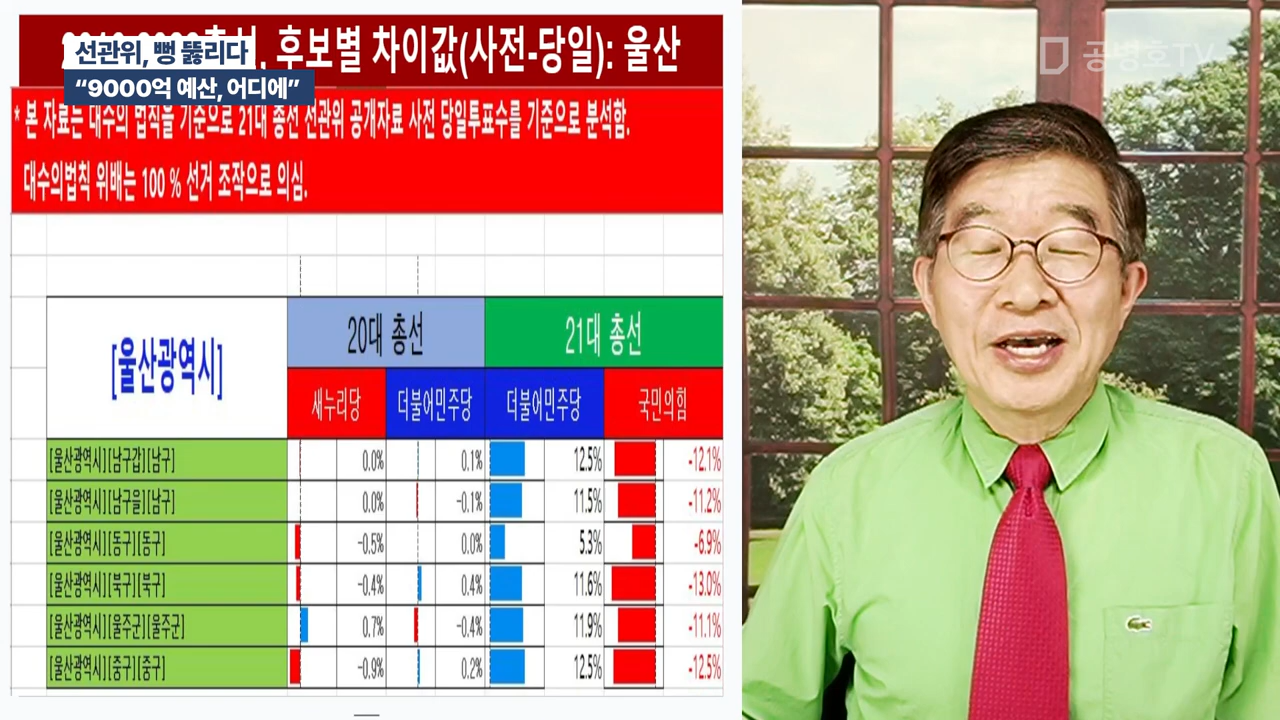 선관위, 뻥 뚫리다
“9000억 예산, 어디에”
, 후보별 차이값(사전-당일): 울산
* 본 자료는 대수의 법칙을 기준으로 21대 총선 선관위 공개자료 사전 당일투표수를 기준으로 분석함.
대수의법칙 위배는 100 % 선거 조작으로 의심.
공병호TV
[울산광역시] 20대 총선 21대 총선
새누리당 더불어민주당 더불어민주당 국민의힘
[울산광역시][남구갑][남구] 0.0% 0.1% 12.5% -12.1%
[울산광역시][남구을][남구] 0.0% -0.1% 11.5% -11.2%
[울산광역시][동구][동구] -0.5% 0.0% 5.3% -6.9%
[울산광역시][북구][북구] -0.4% 0.4% 11.6% -13.0%
[울산광역시][울주군][울주군] 0.7% -0.4% 11.9% -11.1%
[울산광역시][중구][중구] -0.9% 0.2% 12.5% -12.5%